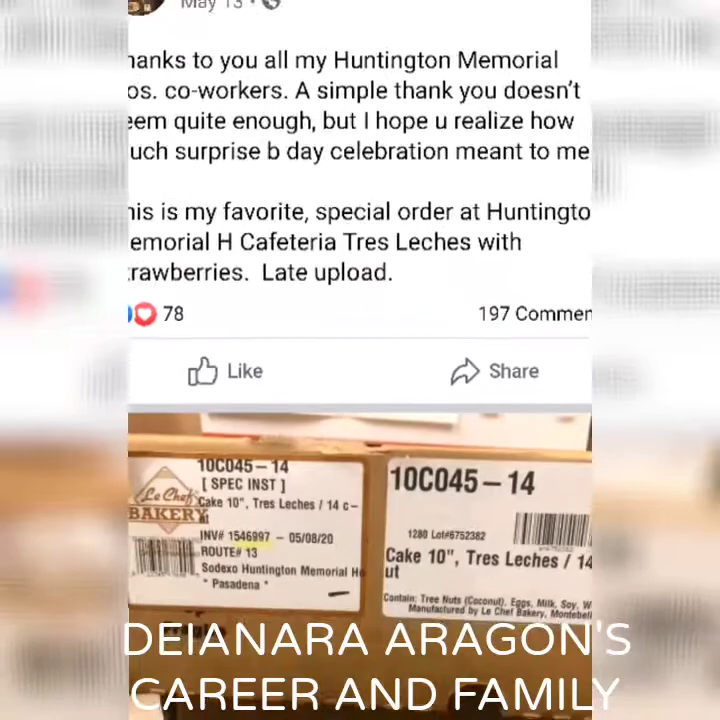 May 13
hanks to you all my Huntington Memorial
os. co-workers. A simple thank you doesn't
eem quite enough, but I hope u realize how
uch surprise b day celebration meant to me
his is my favorite, special order at Huntingto
emorial H Cafeteria Tres Leches with
rawberries. Late upload.
78
197 Commen
Like
Share
10C045-14
[ SPEC INST ]
Le Chef
BAKERY
Cake 10", Tres Leches / 14 c-
ut
INV# 1546997 - 05/08/20
ROUTE# 13
Sodexo Huntington Memorial Ho
" Pasadena "
10C045-14
1280 Lot#6752382
Cake 10", Tres Leches / 14
ut
Contain: Tree Nuts (Coconut), Eggs, Milk, Soy, W
Manufactured by Le Chef Bakery, Montebell
DEIANARA ARAGON'S
CAREER AND FAMILY